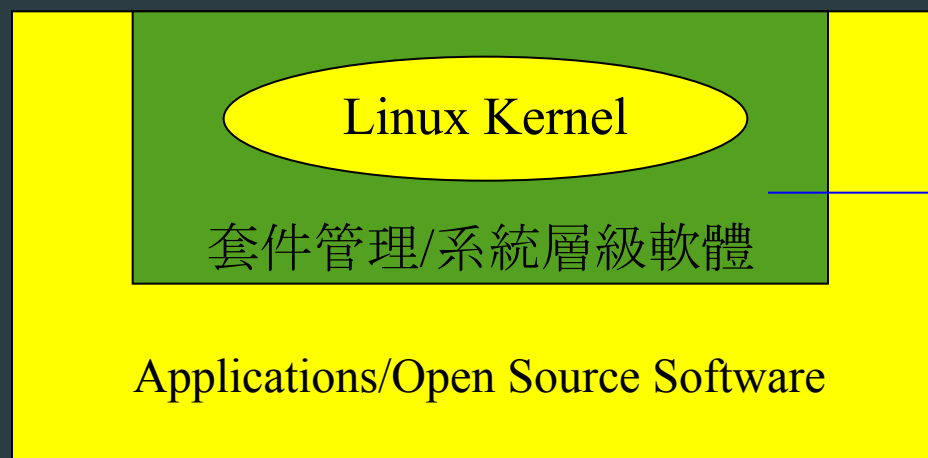 Linux Kernel
套件管理/系統層級軟體
Applications/Open Source Software